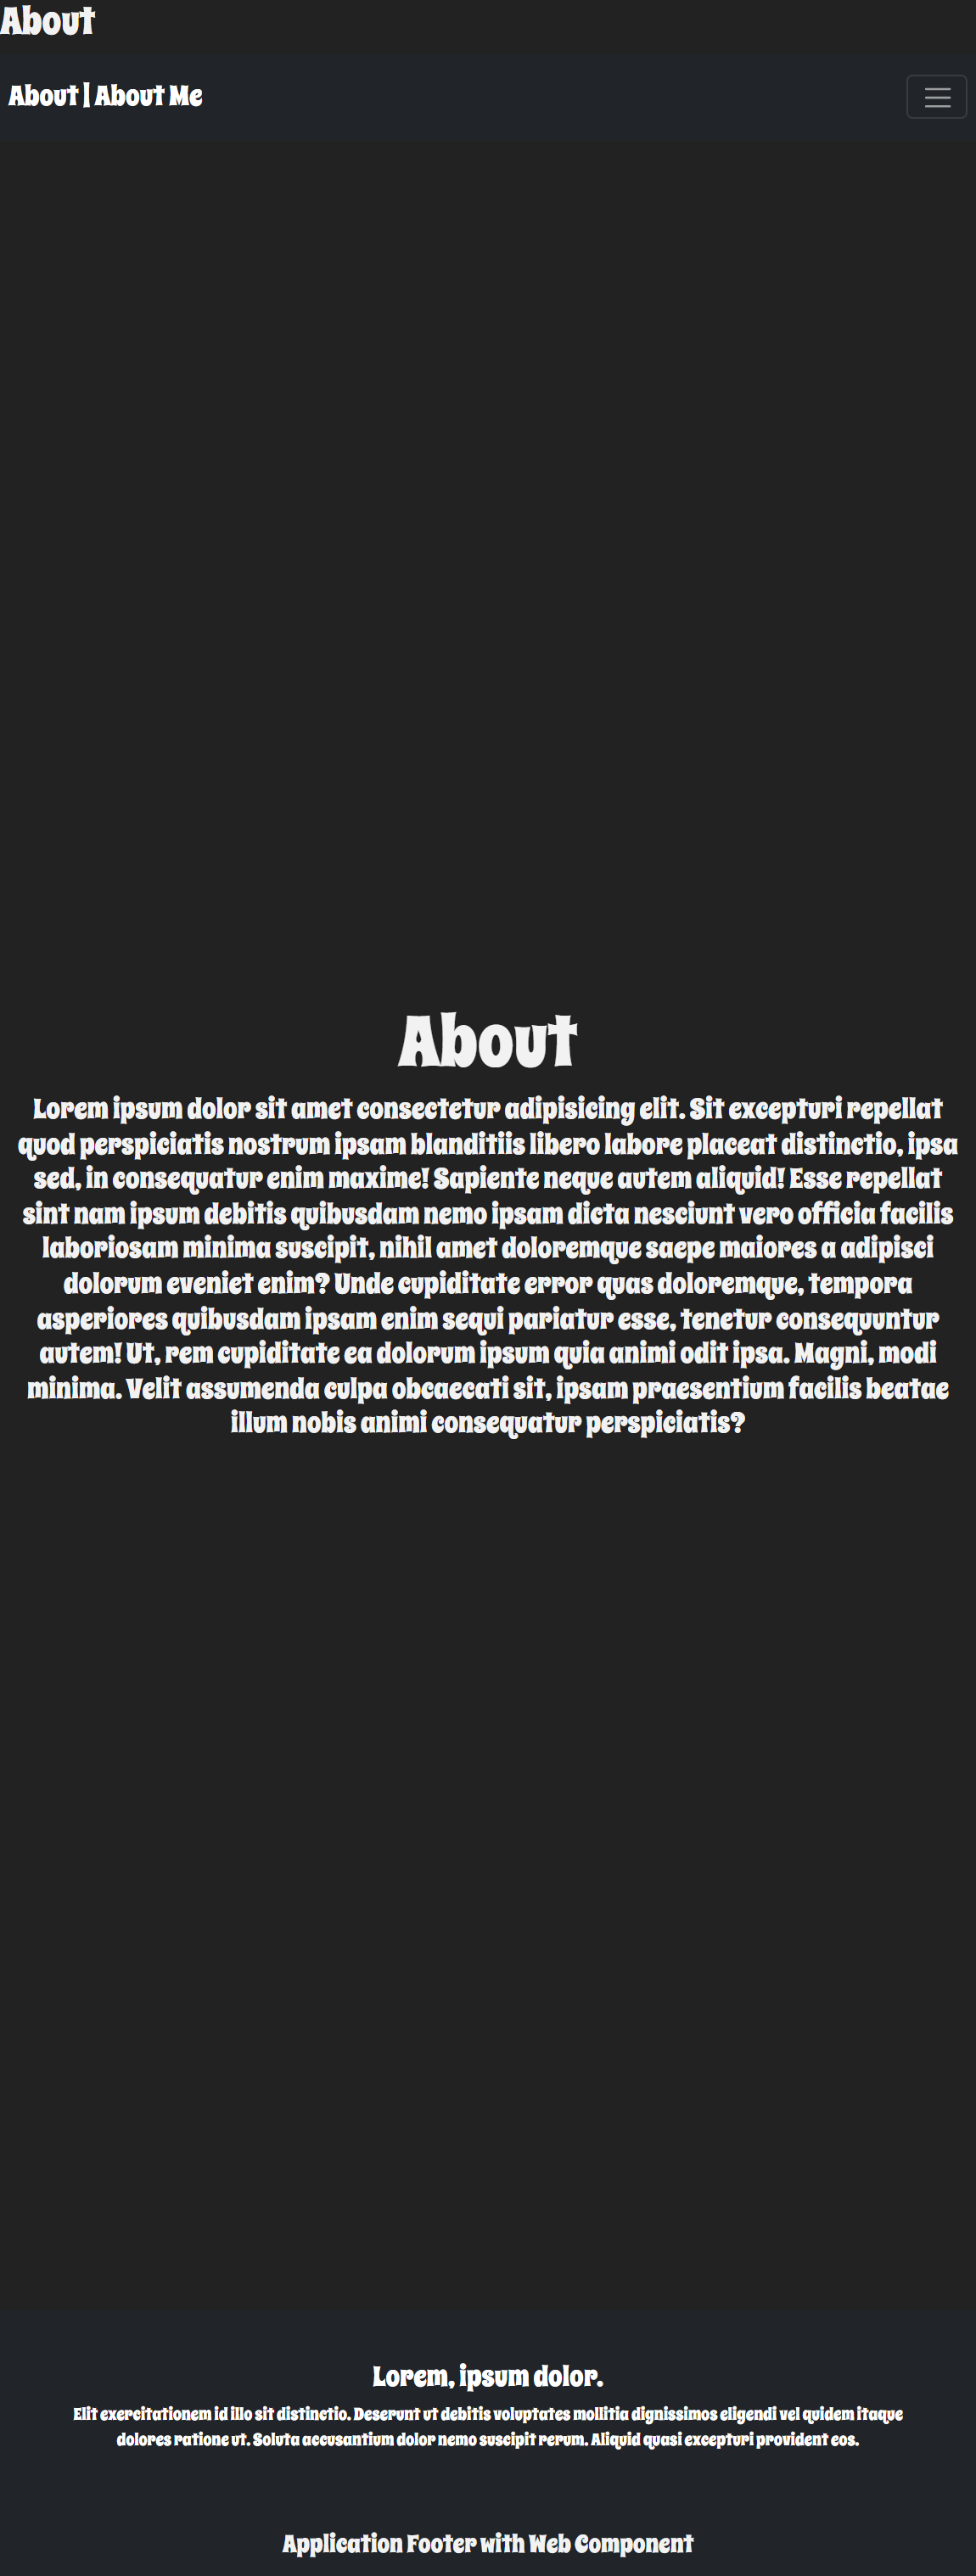 About
About | About Me
About
Lorem ipsum dolor sit amet consectetur adipisicing elit. Sit excepturi repellat
quod perspiciatis nostrum ipsam blanditiis libero labore placeat distinctio, ipsa
sed, in consequatur enim maxime! Sapiente neque autem aliquid! Esse repellat
sint nam ipsum debitis quibusdam nemo ipsam dicta nesciunt vero officia facilis
laboriosam minima suscipit, nihil amet doloremque saepe maiores a adipisci
dolorum eveniet enim? Unde cupiditate error quas doloremque, tempora
asperiores quibusdam ipsam enim sequi pariatur esse, tenetur consequuntur
autem! Ut, rem cupiditate ea dolorum ipsum quia animi odit ipsa. Magni, modi
minima. Velit assumenda culpa obcaecati sit, ipsam praesentium facilis beatae
illum nobis animi consequatur perspiciatis?
Lorem, ipsum dolor.
Elit exercitationem id illo sit distinctio. Deserunt ut debitis voluptates mollitia dignissimos eligendi vel quidem itaque
dolores ratione ut. Soluta accusantium dolor nemo suscipit rerum. Aliquid quasi excepturi provident eos.
Application Footer with Web Component